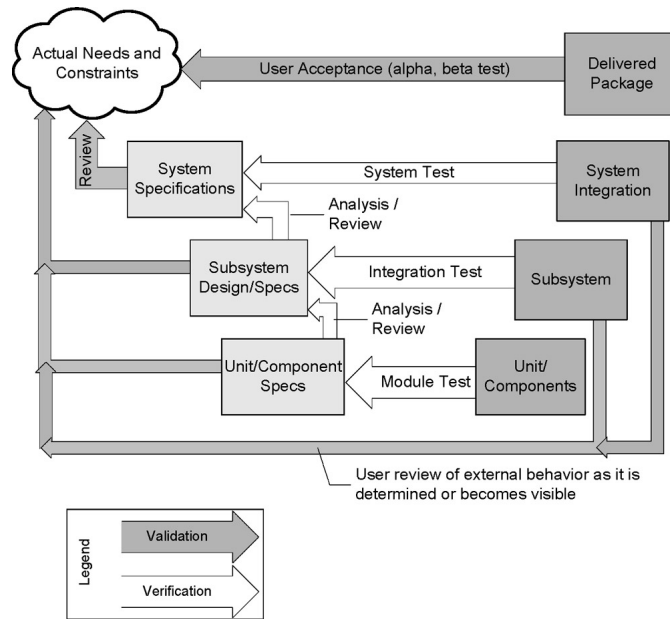 Actual Needs and
Constraints
User Acceptance (alpha, beta test)
Delivered
Package
Review
System
Specifications
System Test
System
Integration
Analysis /
Review
Subsystem
Design/Specs
Integration Test
Subsystem
Analysis /
Review
Unit/Component
Specs
Module Test
Unit/
Components
User review of external behavior as it is
determined or becomes visible
Legend
Validation
Verification